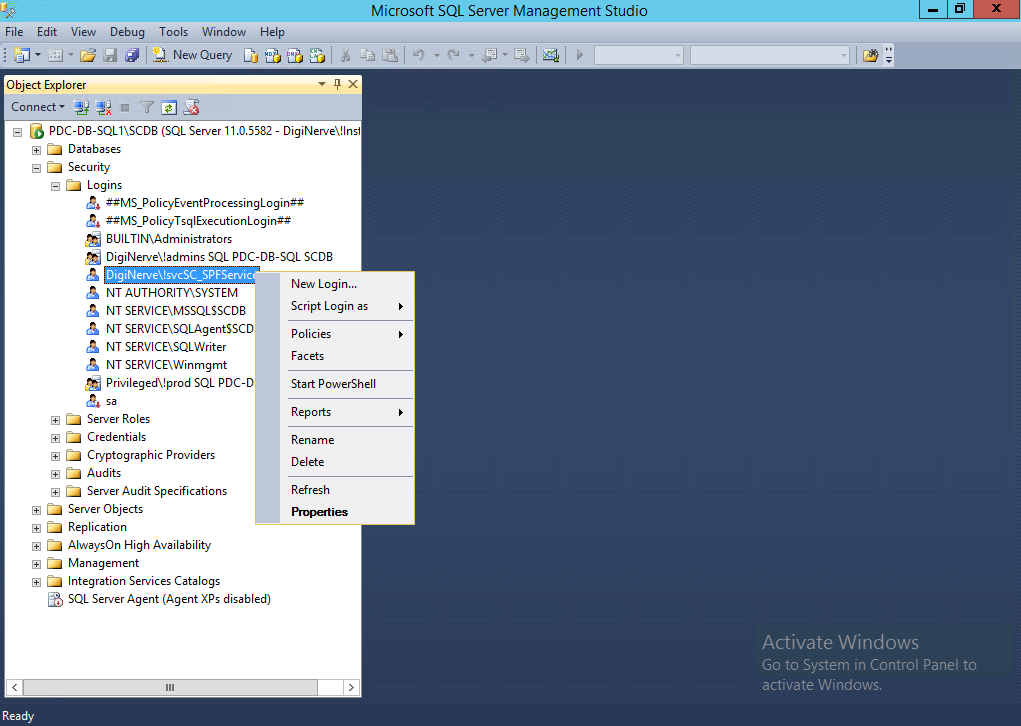 Microsoft SQL Server Management Studio
File Edit View Debug Tools Window Help
New Query
Object Explorer
Connect
PDC-DB-SQL1\SCDB (SQL Server 11.0.5582 - DigiNerve\!Inst
Databases
Security
Logins
##MS_PolicyEventProcessingLogin##
##MS_PolicyTsqlExecutionLogin##
BUILTIN\Administrators
DigiNerve\!admins SQL PDC-DB-SQL SCDB
DigiNerve\!svcSC_SPFService
NT AUTHORITY\SYSTEM
NT SERVICE\MSSQL$SCDB
NT SERVICE\SQLAgent$SCD
NT SERVICE\SQLWriter
NT SERVICE\Winmgmt
Privileged\!prod SQL PDC-D
sa
Server Roles
Credentials
Cryptographic Providers
Audits
Server Audit Specifications
Server Objects
Replication
AlwaysOn High Availability
Management
Integration Services Catalogs
SQL Server Agent (Agent XPs disabled)
New Login...
Script Login as
Policies
Facets
Start PowerShell
Reports
Rename
Delete
Refresh
Properties
Activate Windows
Go to System in Control Panel to
activate Windows.
Ready